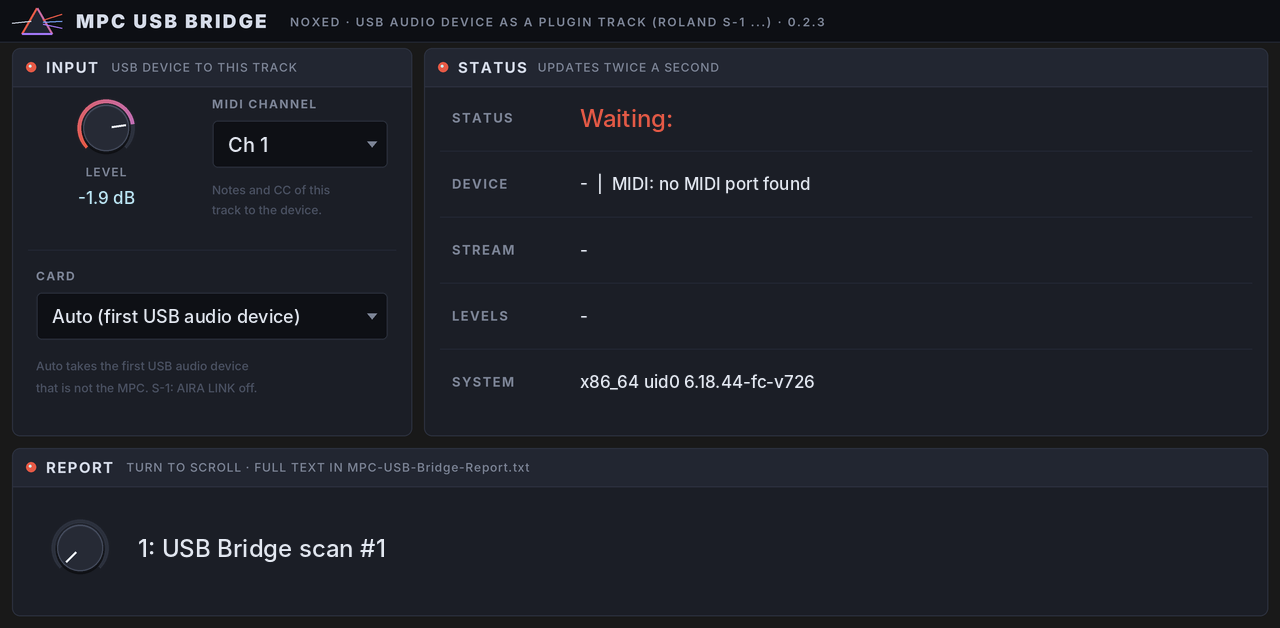 MPC USB BRIDGE NOXED · USB AUDIO DEVICE AS A PLUGIN TRACK (ROLAND S-1 ...) · 0.2.3
INPUT USB DEVICE TO THIS TRACK
LEVEL
-1.9 dB
MIDI CHANNEL
Ch 1
Notes and CC of this
track to the device.
CARD
Auto (first USB audio device)
Auto takes the first USB audio device
that is not the MPC. S-1: AIRA LINK off.
STATUS UPDATES TWICE A SECOND
STATUS Waiting:
DEVICE - | MIDI: no MIDI port found
STREAM -
LEVELS -
SYSTEM x86_64 uid0 6.18.44-fc-v726
REPORT TURN TO SCROLL · FULL TEXT IN MPC-USB-Bridge-Report.txt
1: USB Bridge scan #1